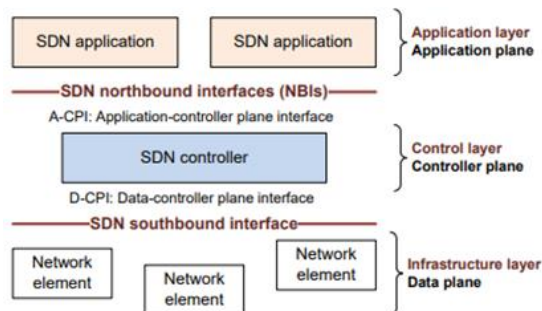 SDN application
SDN application
Application layer
Application plane
SDN northbound interfaces (NBIs)
A-CPI: Application-controller plane interface
SDN controller
Control layer
Controller plane
D-CPI: Data-controller plane interface
SDN southbound interface
Network
element
Network
element
Network
element
Infrastructure layer
Data plane